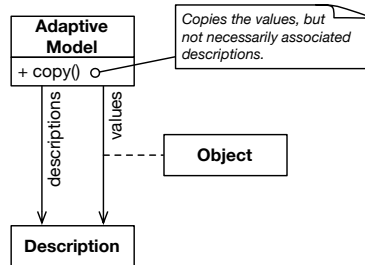 Adaptive
Model
+ copy()
Copies the values, but
not necessarily associated
descriptions.
descriptions
values
Object
Description